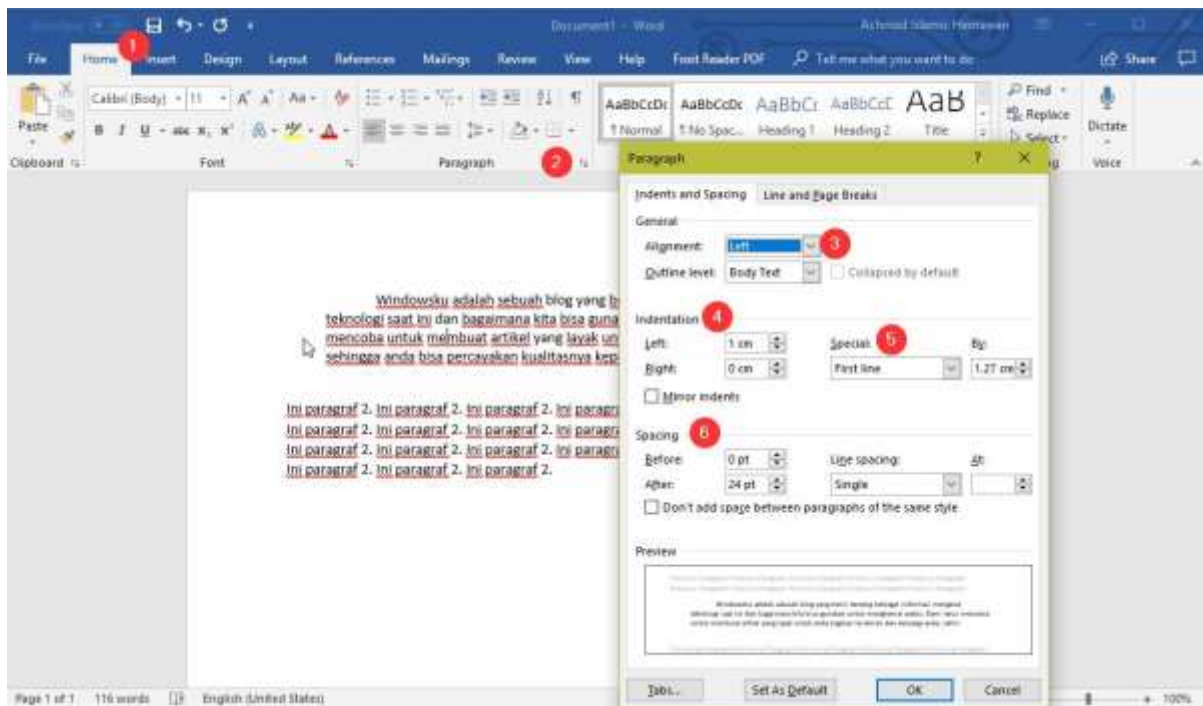 Document1 - Word
Achmad Islamic Hernawan
File Home Insert Design Layout References Mailings Review View Help Foxit Reader PDF Tell me what you want to do Share
1
Paste
Calibri (Body) 11 A A Aa
B I U abc x x A
AaBbCcDc AaBbCcDc AaBbCc AaBbCcE AaB
¶ Normal ¶ No Spac... Heading 1 Heading 2 Title
Find
Replace
Select
Dictate
Clipboard Font Paragraph 2 Voice
Paragraph ? ×
Indents and Spacing Line and Page Breaks
General
Alignment: Left 3
Outline level: Body Text Collapsed by default
Indentation 4
Left: 1 cm Special: 5 By:
Right: 0 cm First line 1.27 cm
Mirror indents
Spacing 6
Before: 0 pt Line spacing: At:
After: 24 pt Single
Don't add space between paragraphs of the same style
Preview
Tabs... Set As Default OK Cancel
Windowsku adalah sebuah blog yang
teknologi saat ini dan bagaimana kita bisa guna
mencoba untuk membuat artikel yang layak un
sehingga anda bisa percayakan kualitasnya kep
Ini paragraf 2. Ini paragraf 2. Ini paragraf 2. Ini paragr
Ini paragraf 2. Ini paragraf 2. Ini paragraf 2. Ini paragr
Ini paragraf 2. Ini paragraf 2. Ini paragraf 2. Ini paragr
Ini paragraf 2. Ini paragraf 2. Ini paragraf 2.
Page 1 of 1 116 words English (United States) 100%